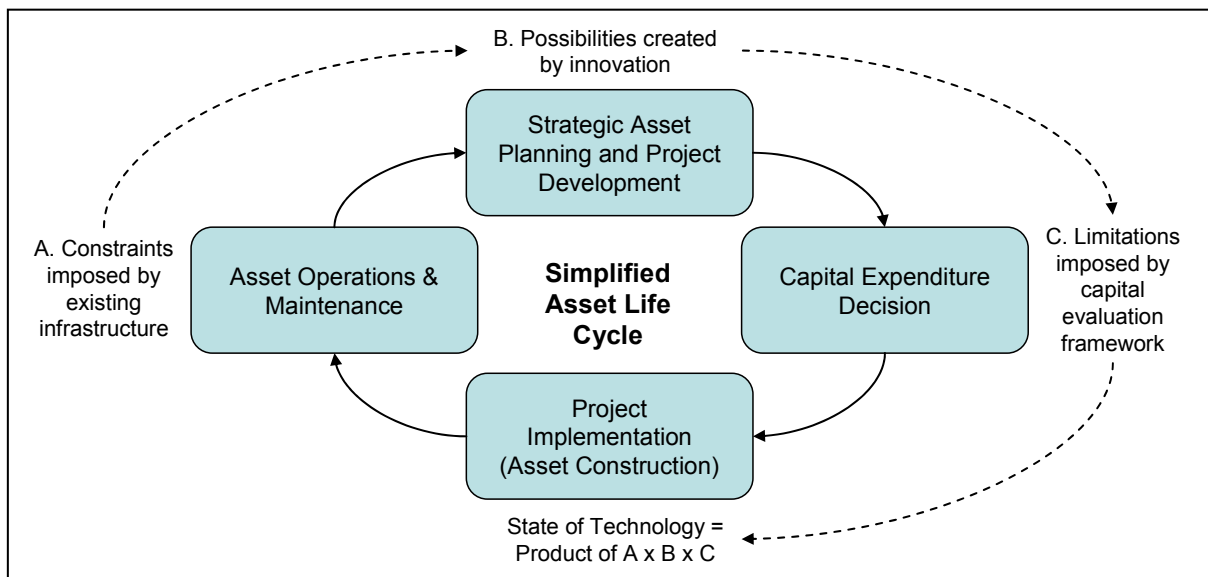 B. Possibilities created
by innovation
Strategic Asset
Planning and Project
Development
A. Constraints
imposed by
existing
infrastructure
Asset Operations &
Maintenance
Simplified
Asset Life
Cycle
Capital Expenditure
Decision
C. Limitations
imposed by
capital
evaluation
framework
Project
Implementation
(Asset Construction)
State of Technology =
Product of A x B x C